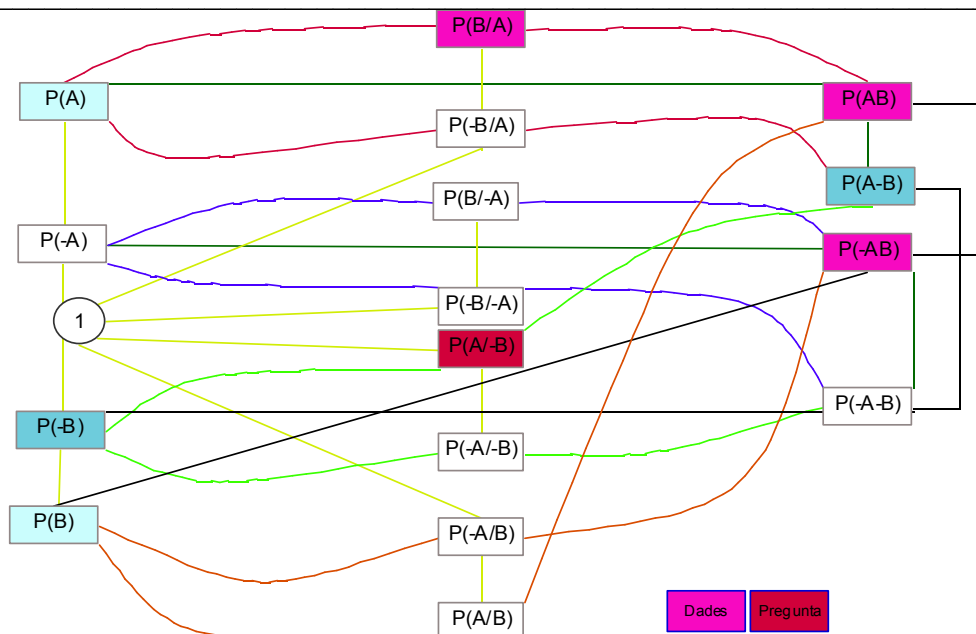 P(B/A)
P(A)
P(AB)
P(-B/A)
P(A-B)
P(B/-A)
P(-A)
P(-AB)
P(-B/-A)
1
P(A/-B)
P(-A-B)
P(-B)
P(-A/-B)
P(B)
P(-A/B)
P(A/B)
Dades
Pregunta